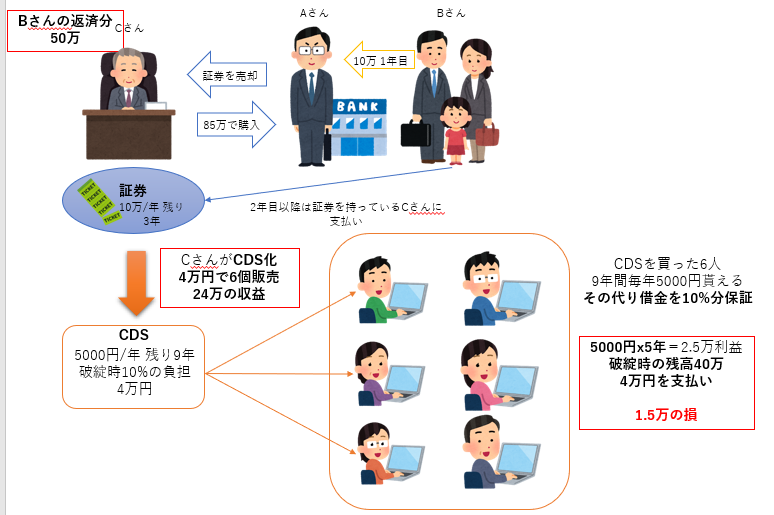 Bさんの返済分
50万
Cさん
Aさん
Bさん
10万 1年目
証券を売却
85万で購入
BANK
TICKET
TICKET
TICKET
TICKET
証券
10万/年 残り
3年
2年目以降は証券を持っているCさんに
支払い
CさんがCDS化
4万円で6個販売
24万の収益
CDS
5000円/年 残り9年
破綻時10%の負担
4万円
CDSを買った6人
9年間毎年5000円貰える
その代り借金を10%分保証
5000円x5年＝2.5万利益
破綻時の残高40万
4万円を支払い
1.5万の損